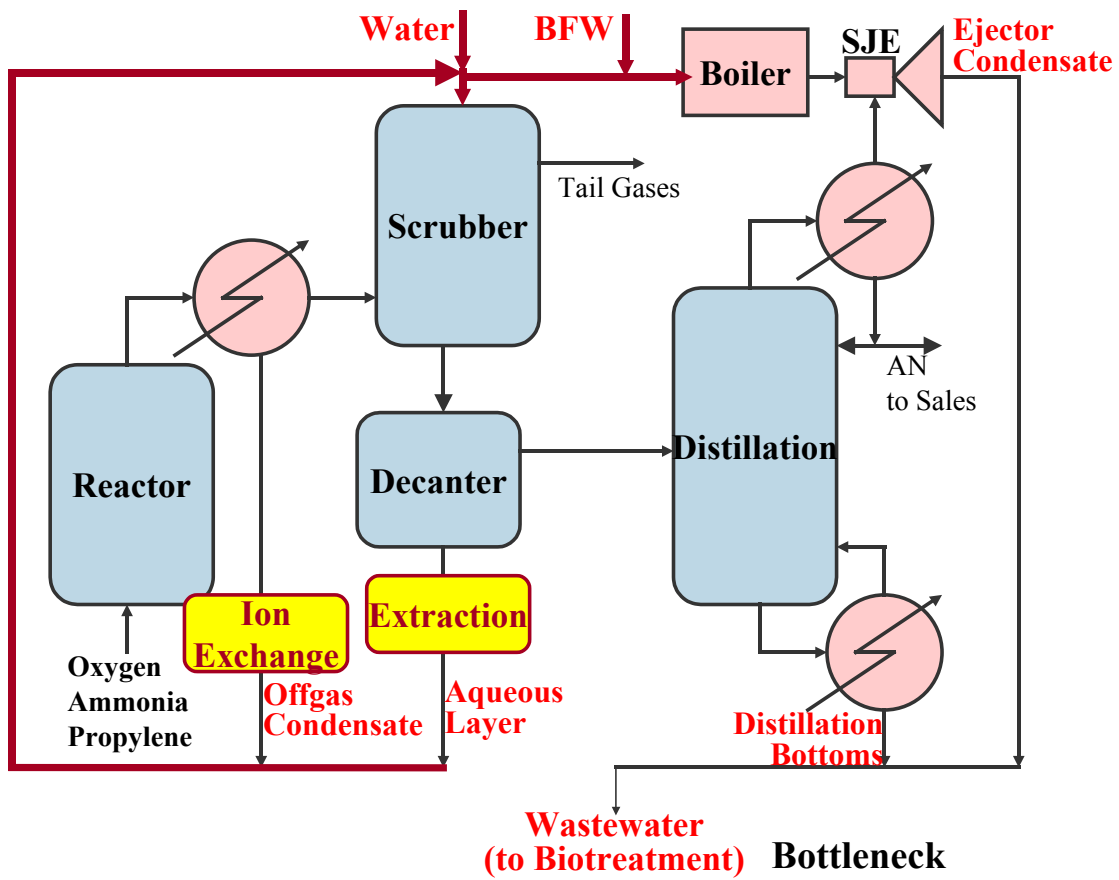 Water
BFW
SJE
Ejector
Condensate
Boiler
Tail Gases
Scrubber
AN
to Sales
Distillation
Reactor
Decanter
Ion
Exchange
Extraction
Oxygen
Ammonia
Propylene
Offgas
Condensate
Aqueous
Layer
Distillation
Bottoms
Wastewater
(to Biotreatment)
Bottleneck